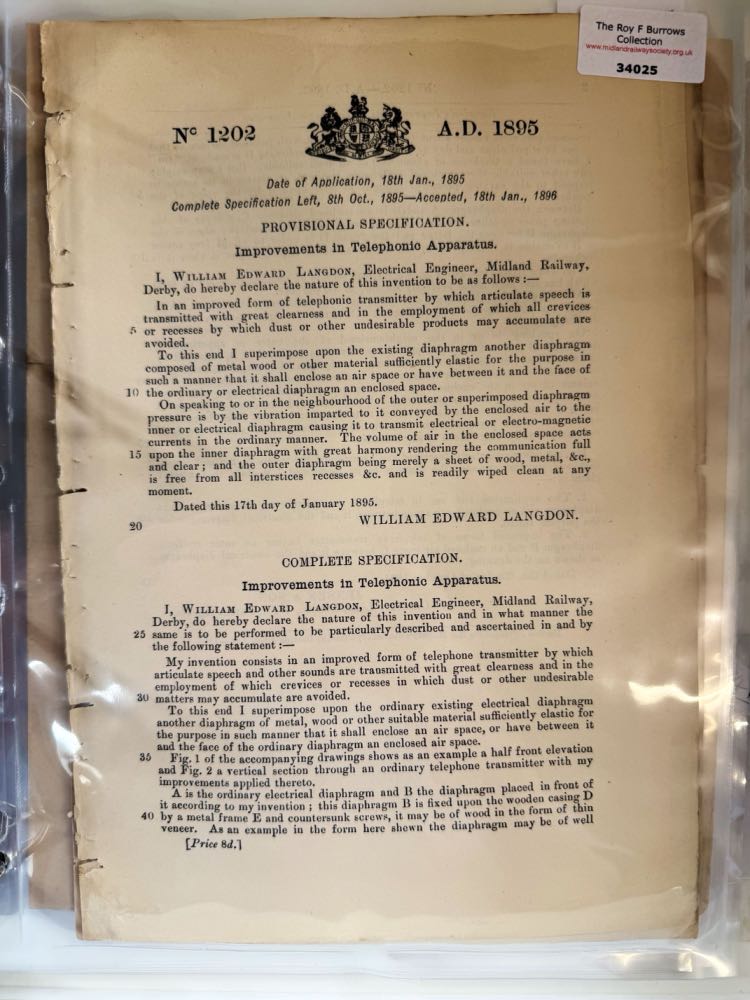 The Roy F Burrows
Collection
www.midlandrailwaysociety.org.uk
34025
Nº 1202
A.D. 1895
Date of Application, 18th Jan., 1895
Complete Specification Left, 8th Oct., 1895—Accepted, 18th Jan., 1896
PROVISIONAL SPECIFICATION.
Improvements in Telephonic Apparatus.
I, WILLIAM EDWARD LANGDON, Electrical Engineer, Midland Railway,
Derby, do hereby declare the nature of this invention to be as follows :—
In an improved form of telephonic transmitter by which articulate speech is
transmitted with great clearness and in the employment of which all crevices
5 or recesses by which dust or other undesirable products may accumulate are
avoided.
To this end I superimpose upon the existing diaphragm another diaphragm
composed of metal wood or other material sufficiently elastic for the purpose in
such a manner that it shall enclose an air space or have between it and the face of
10 the ordinary or electrical diaphragm an enclosed space.
On speaking to or in the neighbourhood of the outer or superimposed diaphragm
pressure is by the vibration imparted to it conveyed by the enclosed air to the
inner or electrical diaphragm causing it to transmit electrical or electro-magnetic
currents in the ordinary manner. The volume of air in the enclosed space acts
15 upon the inner diaphragm with great harmony rendering the communication full
and clear ; and the outer diaphragm being merely a sheet of wood, metal, &c.,
is free from all interstices recesses &c. and is readily wiped clean at any
moment.
Dated this 17th day of January 1895.
20 WILLIAM EDWARD LANGDON.
COMPLETE SPECIFICATION.
Improvements in Telephonic Apparatus.
I, WILLIAM EDWARD LANGDON, Electrical Engineer, Midland Railway,
Derby, do hereby declare the nature of this invention and in what manner the
25 same is to be performed to be particularly described and ascertained in and by
the following statement :—
My invention consists in an improved form of telephone transmitter by which
articulate speech and other sounds are transmitted with great clearness and in the
employment of which crevices or recesses in which dust or other undesirable
30 matters may accumulate are avoided.
To this end I superimpose upon the ordinary existing electrical diaphragm
another diaphragm of metal, wood or other suitable material sufficiently elastic for
the purpose in such manner that it shall enclose an air space, or have between it
and the face of the ordinary diaphragm an enclosed air space.
35 Fig. 1 of the accompanying drawings shows as an example a half front elevation
and Fig. 2 a vertical section through an ordinary telephone transmitter with my
improvements applied thereto.
A is the ordinary electrical diaphragm and B the diaphragm placed in front of
it according to my invention ; this diaphragm B is fixed upon the wooden casing D
40 by a metal frame E and countersunk screws, it may be of wood in the form of thin
veneer. As an example in the form here shewn the diaphragm may be of well
[Price 8d.]